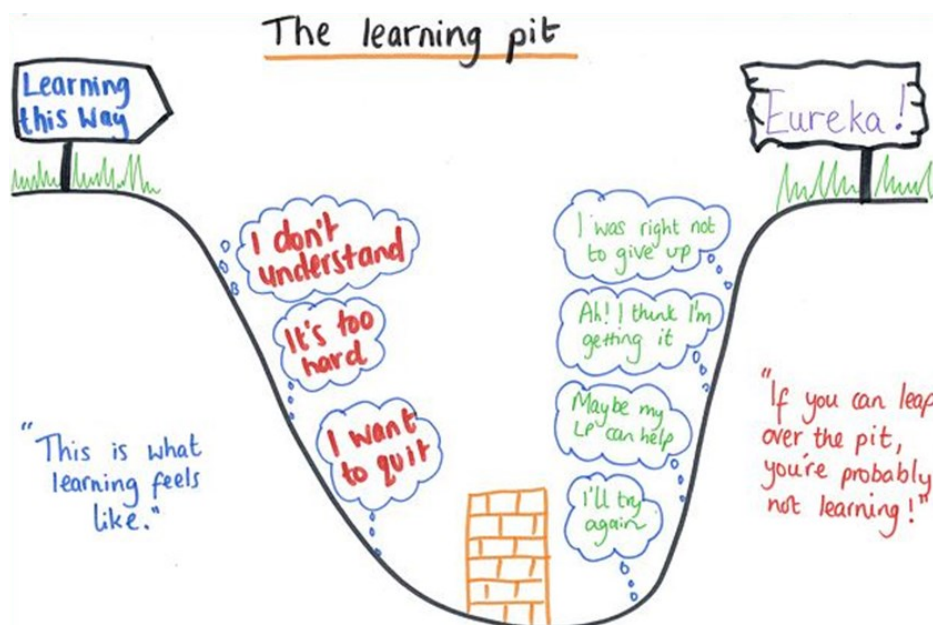 The learning pit
Learning
this Way
Eureka!
I don't
understand
It's too
hard
I want
to quit
I was right not
to give up
Ah! I think I'm
getting it
Maybe my
LP can help
I'll try
again
"This is what
learning feels
like."
"If you can leap
over the pit,
you're probably
not learning!"